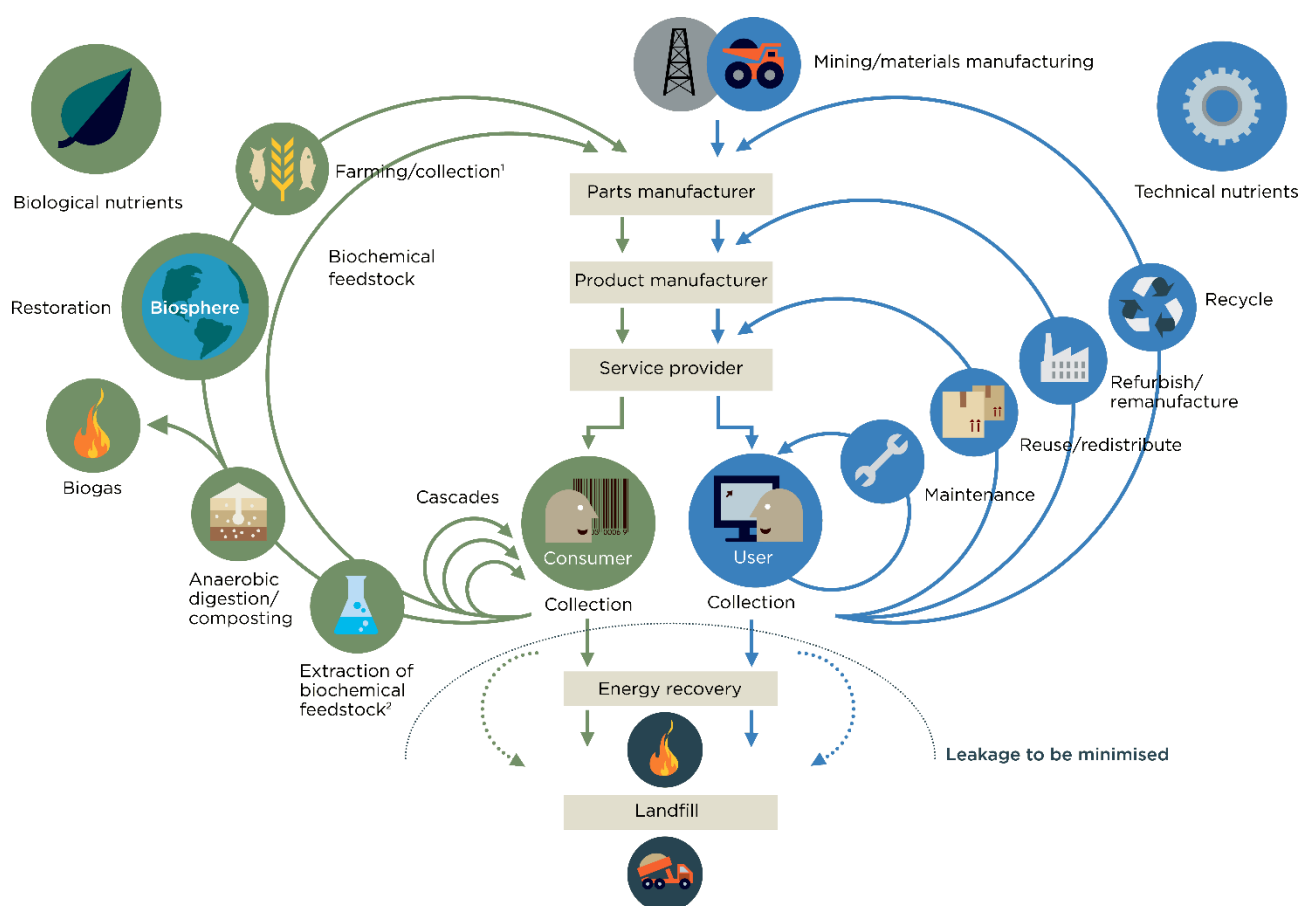 Mining/materials manufacturing
Biological nutrients
Farming/collection¹
Technical nutrients
Parts manufacturer
Biochemical
feedstock
Restoration
Biosphere
Product manufacturer
Recycle
Service provider
Refurbish/
remanufacture
Reuse/redistribute
Biogas
Cascades
Maintenance
Consumer
User
Anaerobic
digestion/
composting
Collection
Collection
Extraction of
biochemical
feedstock²
Energy recovery
Leakage to be minimised
Landfill